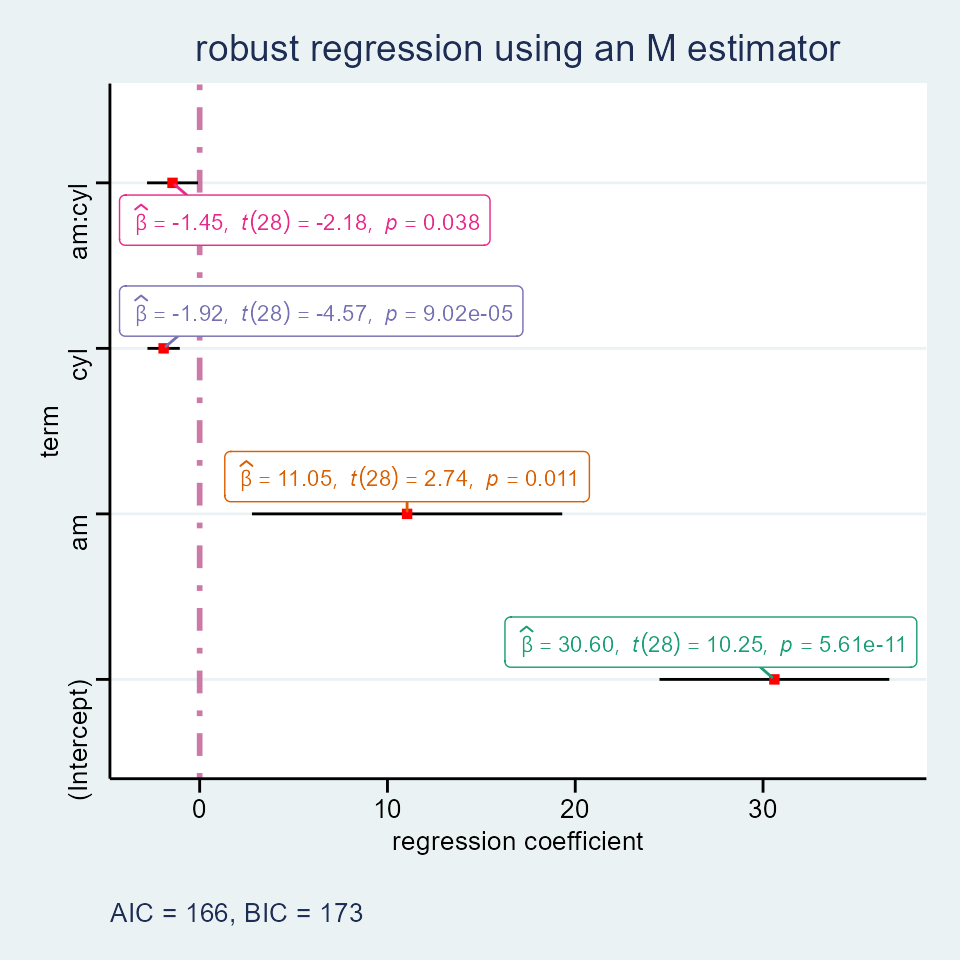 robust regression using an M estimator
am:cyl
β̂ = -1.45, t(28) = -2.18, p = 0.038
β̂ = -1.92, t(28) = -4.57, p = 9.02e-05
cyl
term
β̂ = 11.05, t(28) = 2.74, p = 0.011
am
β̂ = 30.60, t(28) = 10.25, p = 5.61e-11
(Intercept)
0 10 20 30
regression coefficient
AIC = 166, BIC = 173